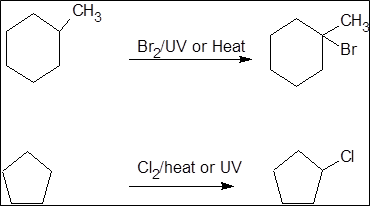 CH₃
Br₂/UV or Heat
CH₃
Br
Cl₂/heat or UV
Cl